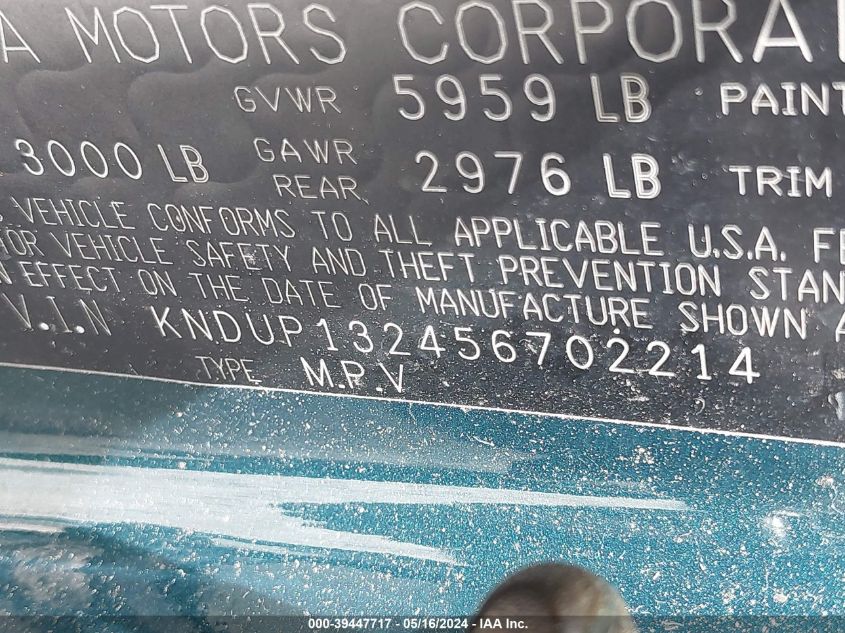 A MOTORS CORPORA
GVWR 5959 LB PAINT
3000 LB GAWR REAR 2976 LB TRIM
VEHICLE CONFORMS TO ALL APPLICABLE U.S.A. FE
FOR VEHICLE SAFETY AND THEFT PREVENTION STAN
N EFFECT ON THE DATE OF MANUFACTURE SHOWN A
V.I.N KNDUP132456702214
TYPE M.P.V
000-39447717 - 05/16/2024 - IAA Inc.